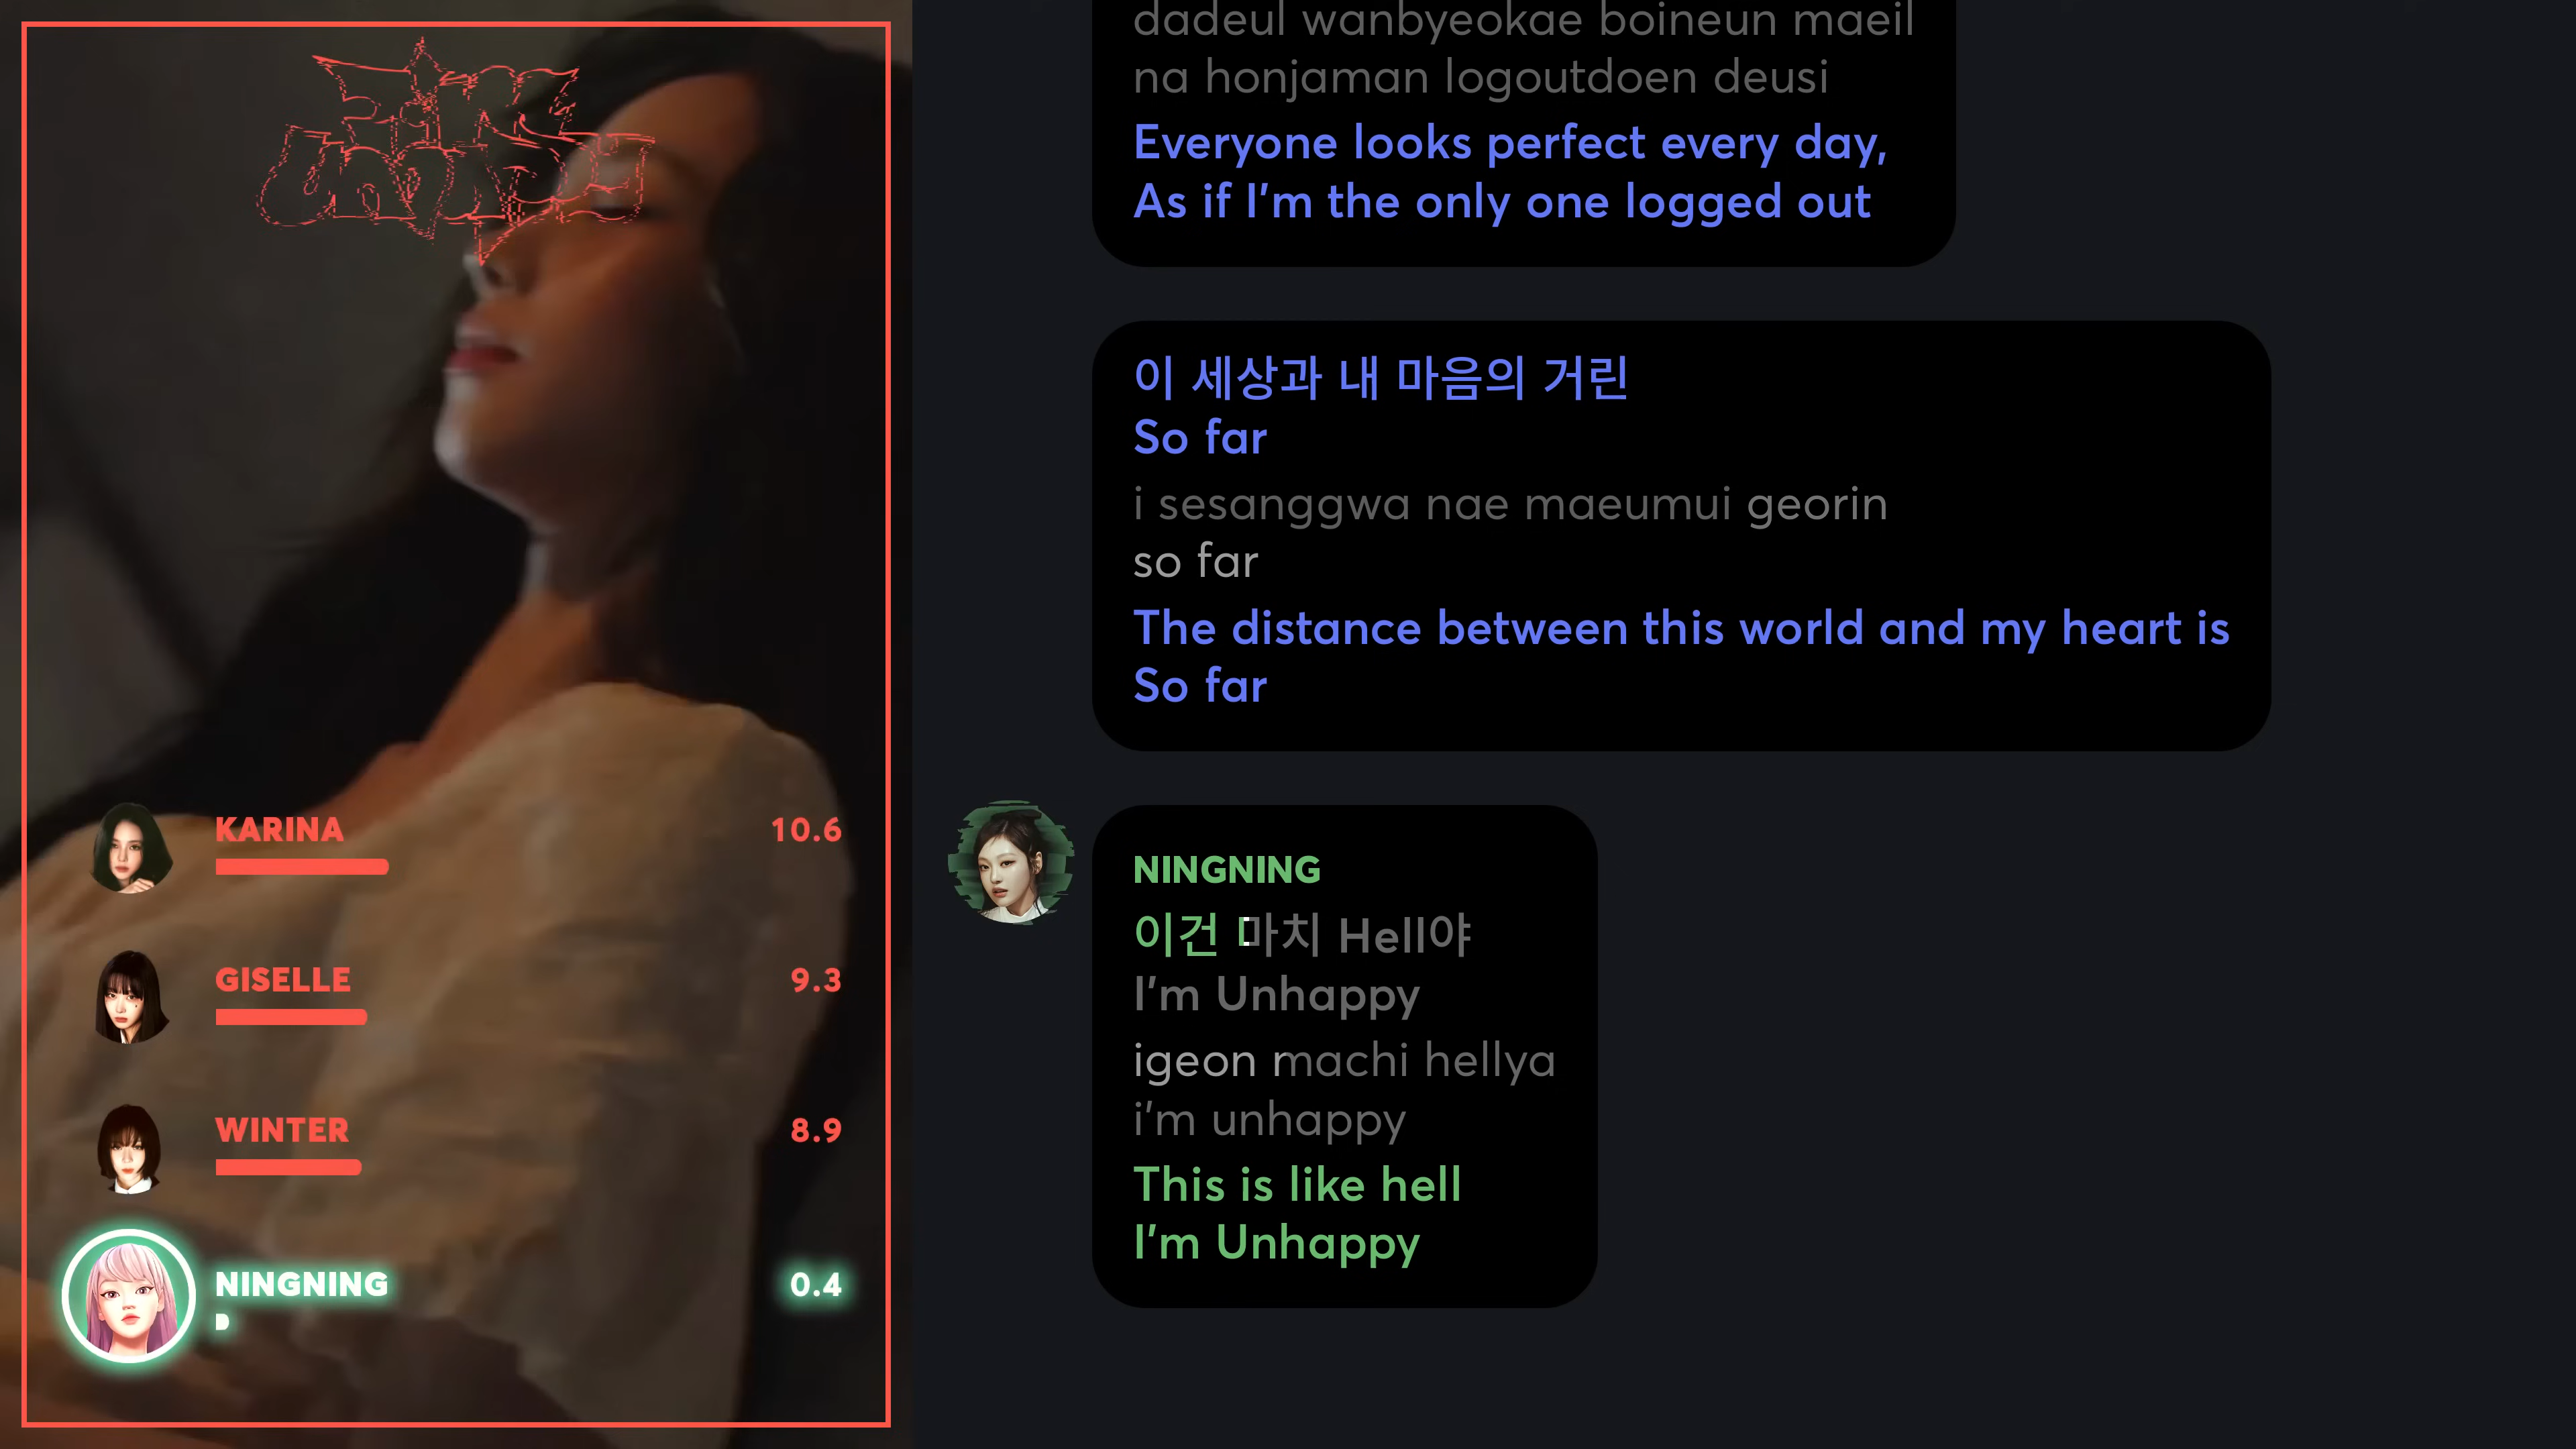 I'm Unhappy
KARINA 10.6
GISELLE 9.3
WINTER 8.9
NINGNING 0.4
dadeul wanbyeokae boineun maeil
na honjaman logoutdoen deusi
Everyone looks perfect every day,
As if I'm the only one logged out
이 세상과 내 마음의 거린
So far
i sesanggwa nae maeumui georin
so far
The distance between this world and my heart is
So far
NINGNING
이건 마치 Hell야
I'm Unhappy
igeon machi hellya
i'm unhappy
This is like hell
I'm Unhappy